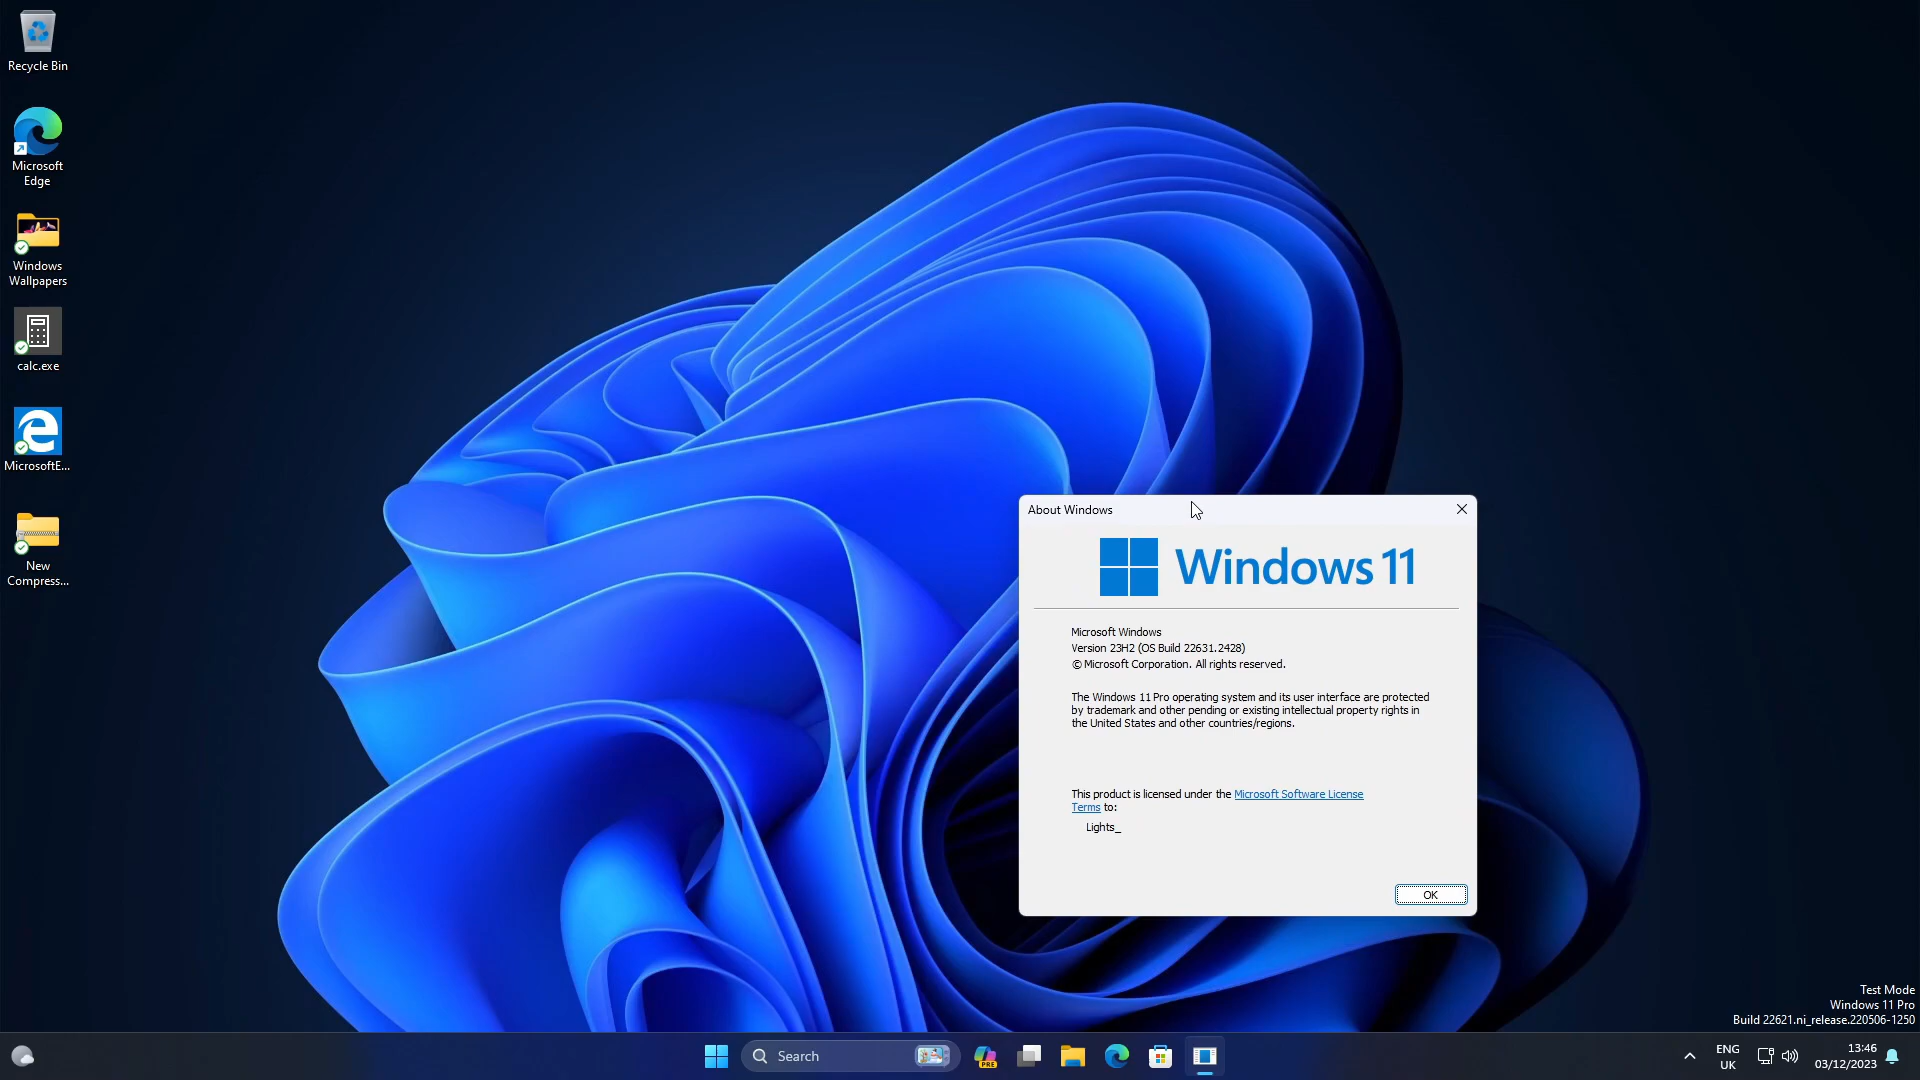 Recycle Bin
Microsoft
Edge
Windows
Wallpapers
calc.exe
MicrosoftE...
New
Compress...
About Windows
Windows 11
Microsoft Windows
Version 23H2 (OS Build 22631.2428)
© Microsoft Corporation. All rights reserved.
The Windows 11 Pro operating system and its user interface are protected
by trademark and other pending or existing intellectual property rights in
the United States and other countries/regions.
This product is licensed under the Microsoft Software License
Terms to:
Lights_
OK
Test Mode
Windows 11 Pro
Build 22621.ni_release.220506-1250
Search
PRE
ENG
UK
13:46
03/12/2023